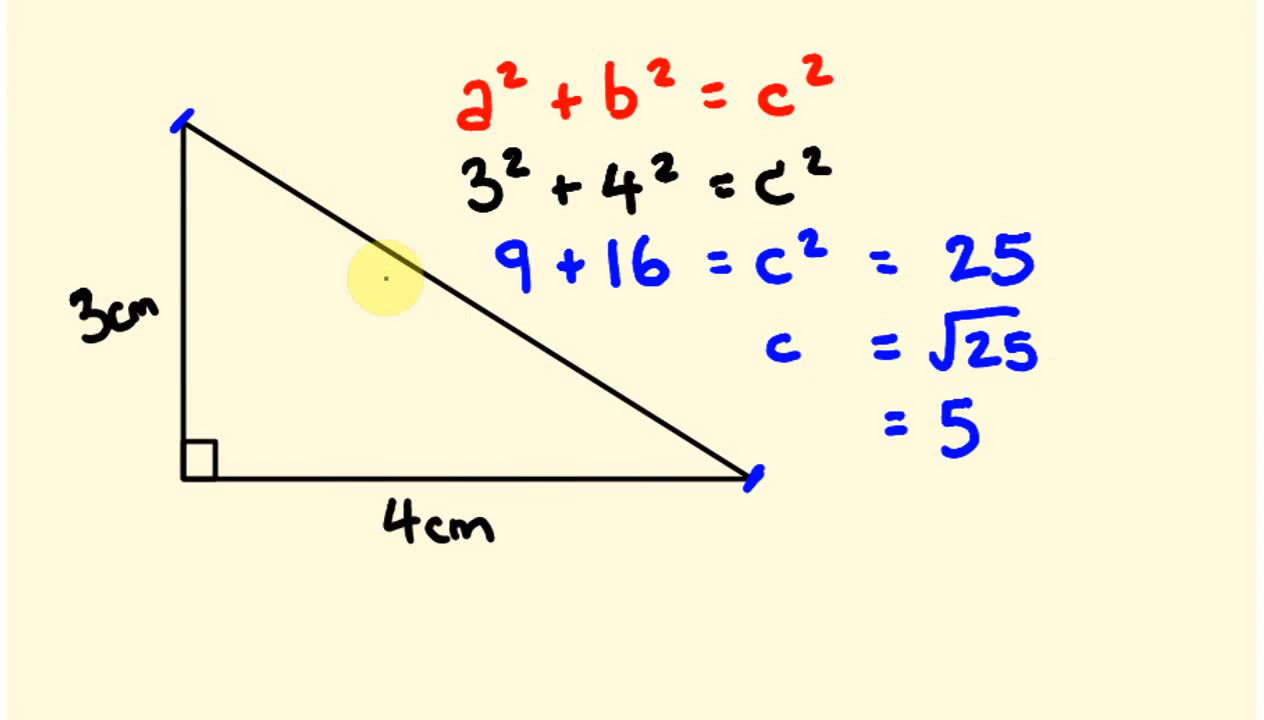 a² + b² = c²
3² + 4² = c²
9 + 16 = c² = 25
3cm
c = √25
= 5
4cm